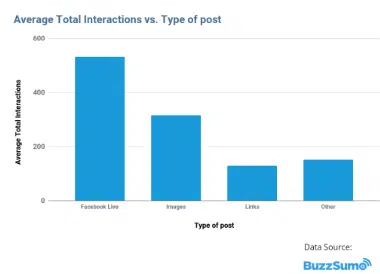 Average Total Interactions vs. Type of post
600
400
200
0
Average Total Interactions
Facebook Live
Images
Links
Other
Type of post
Data Source:
BuzzSumo